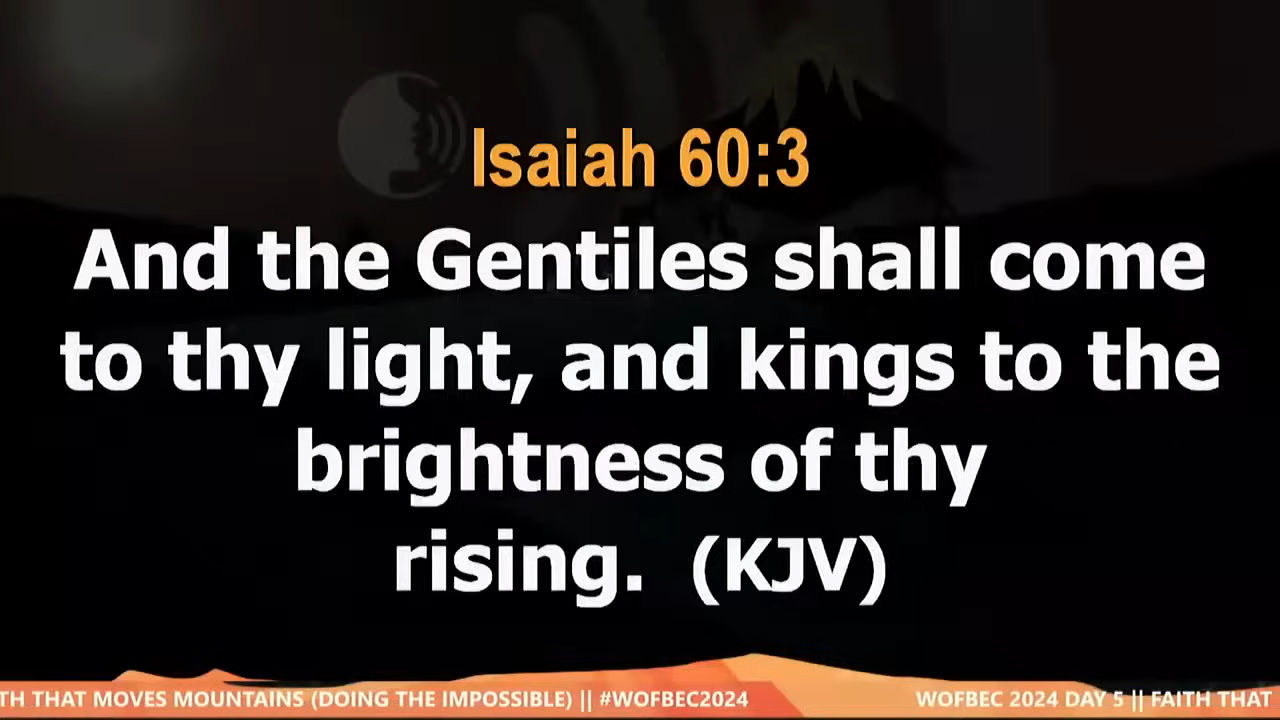 Isaiah 60:3
And the Gentiles shall come
to thy light, and kings to the
brightness of thy
rising. (KJV)
THAT MOVES MOUNTAINS (DOING THE IMPOSSIBLE) || #WOFBEC2024 WOFBEC 2024 DAY 5 || FAITH THAT